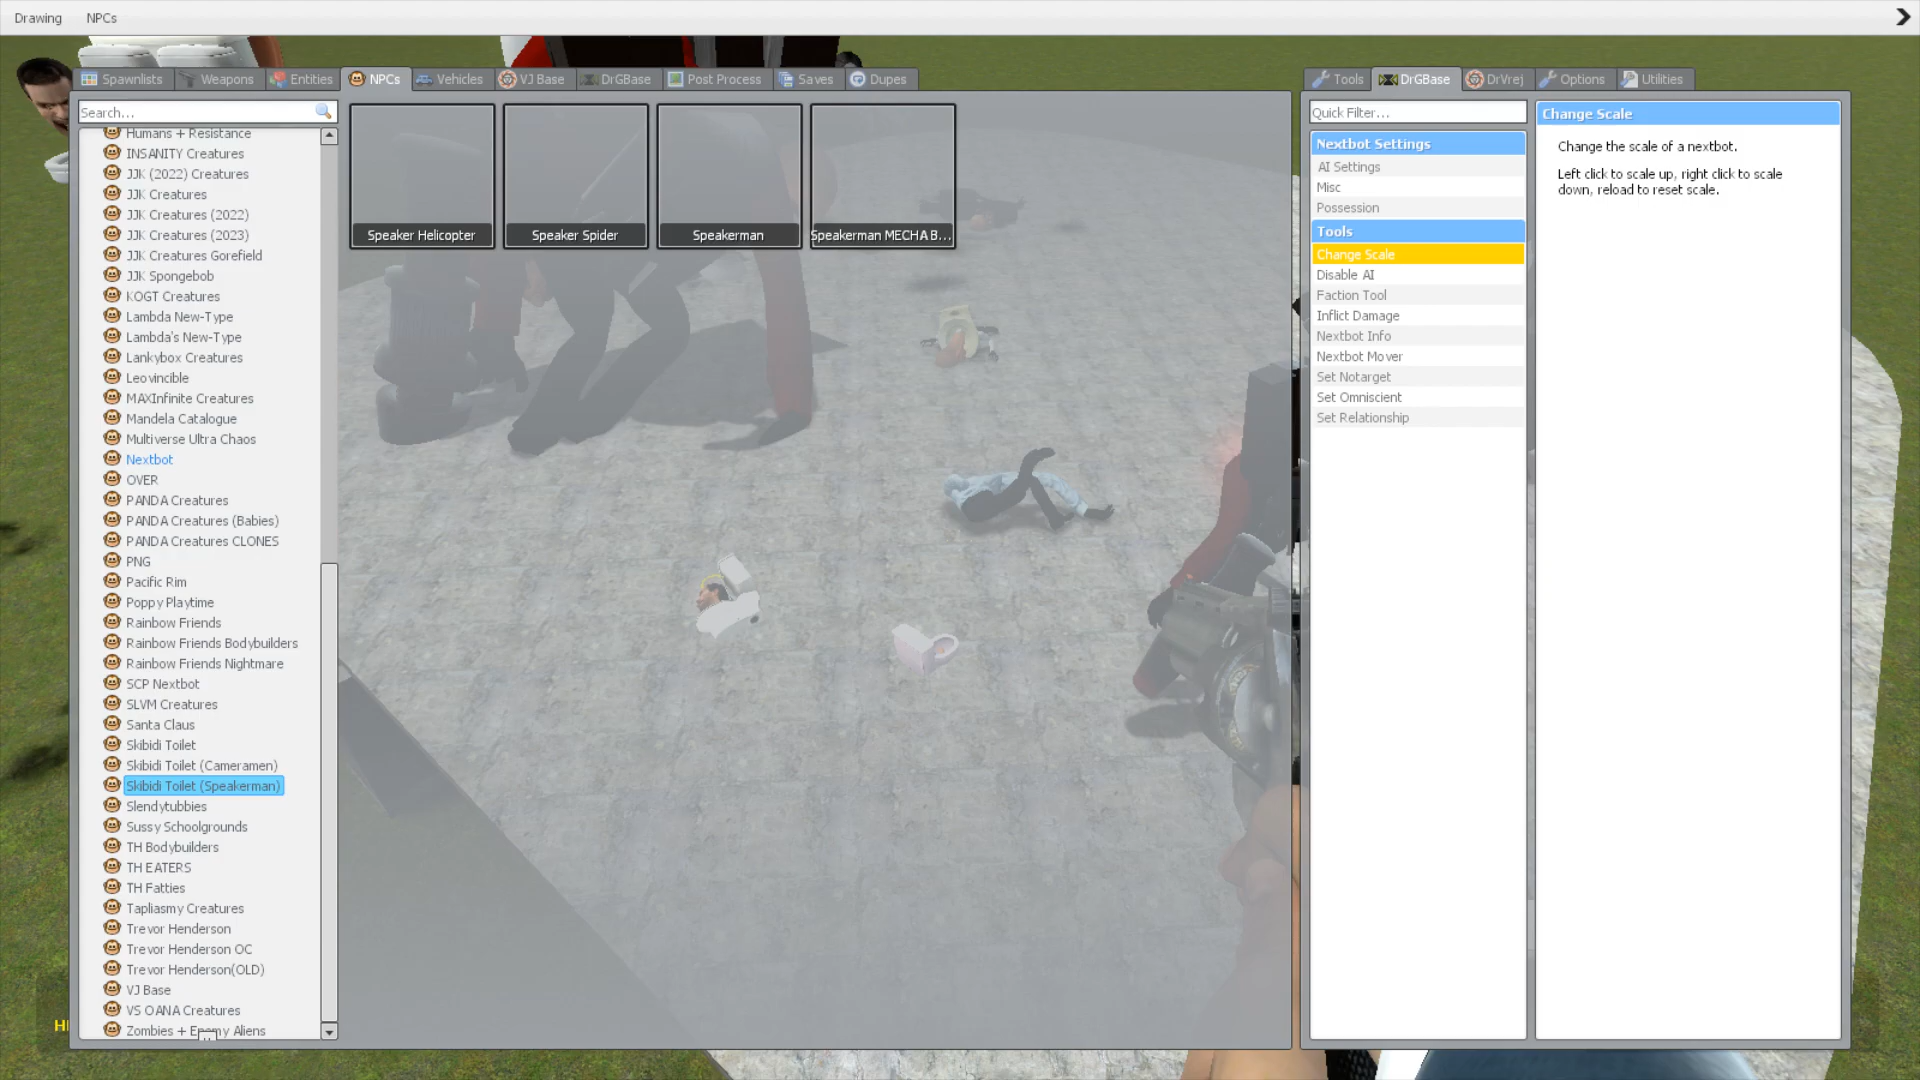 Drawing NPCs
Spawnlists Weapons Entities NPCs Vehicles VJ Base DrGBase Post Process Saves Dupes
Search...
Humans + Resistance
INSANITY Creatures
JJK (2022) Creatures
JJK Creatures
JJK Creatures (2022)
JJK Creatures (2023)
JJK Creatures Gorefield
JJK Spongebob
KOGT Creatures
Lambda New-Type
Lambda's New-Type
Lankybox Creatures
Leovincible
MAXInfinite Creatures
Mandela Catalogue
Multiverse Ultra Chaos
Nextbot
OVER
PANDA Creatures
PANDA Creatures (Babies)
PANDA Creatures CLONES
PNG
Pacific Rim
Poppy Playtime
Rainbow Friends
Rainbow Friends Bodybuilders
Rainbow Friends Nightmare
SCP Nextbot
SLVM Creatures
Santa Claus
Skibidi Toilet
Skibidi Toilet (Cameramen)
Skibidi Toilet (Speakerman)
Slendytubbies
Sussy Schoolgrounds
TH Bodybuilders
TH EATERS
TH Fatties
Tapliasmy Creatures
Trevor Henderson
Trevor Henderson OC
Trevor Henderson(OLD)
VJ Base
VS OANA Creatures
Zombies + Enemy Aliens
Speaker Helicopter
Speaker Spider
Speakerman
Speakerman MECHA B...
Tools DrGBase DrVrej Options Utilities
Quick Filter...
Nextbot Settings
AI Settings
Misc
Possession
Tools
Change Scale
Disable AI
Faction Tool
Inflict Damage
Nextbot Info
Nextbot Mover
Set Notarget
Set Omniscient
Set Relationship
Change Scale
Change the scale of a nextbot.
Left click to scale up, right click to scale
down, reload to reset scale.